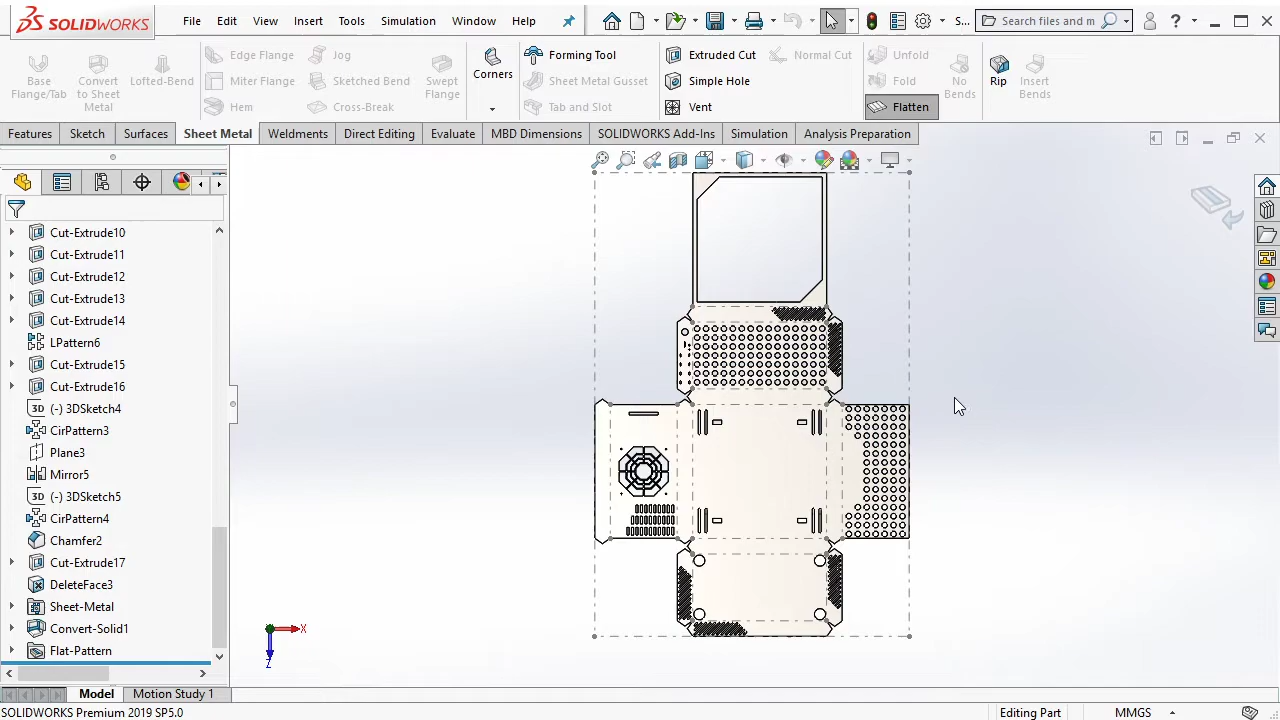 SOLIDWORKS
File Edit View Insert Tools Simulation Window Help
S...
Search files and m
?
Base Flange/Tab
Convert to Sheet Metal
Lofted-Bend
Edge Flange
Miter Flange
Hem
Jog
Sketched Bend
Cross-Break
Swept Flange
Corners
Forming Tool
Sheet Metal Gusset
Tab and Slot
Extruded Cut
Simple Hole
Vent
Normal Cut
Unfold
Fold
Flatten
No Bends
Rip
Insert Bends
Features Sketch Surfaces Sheet Metal Weldments Direct Editing Evaluate MBD Dimensions SOLIDWORKS Add-Ins Simulation Analysis Preparation
Cut-Extrude10
Cut-Extrude11
Cut-Extrude12
Cut-Extrude13
Cut-Extrude14
LPattern6
Cut-Extrude15
Cut-Extrude16
3D (-) 3DSketch4
CirPattern3
Plane3
Mirror5
3D (-) 3DSketch5
CirPattern4
Chamfer2
Cut-Extrude17
DeleteFace3
Sheet-Metal
Convert-Solid1
Flat-Pattern
X
Z
Model Motion Study 1
SOLIDWORKS Premium 2019 SP5.0 Editing Part MMGS